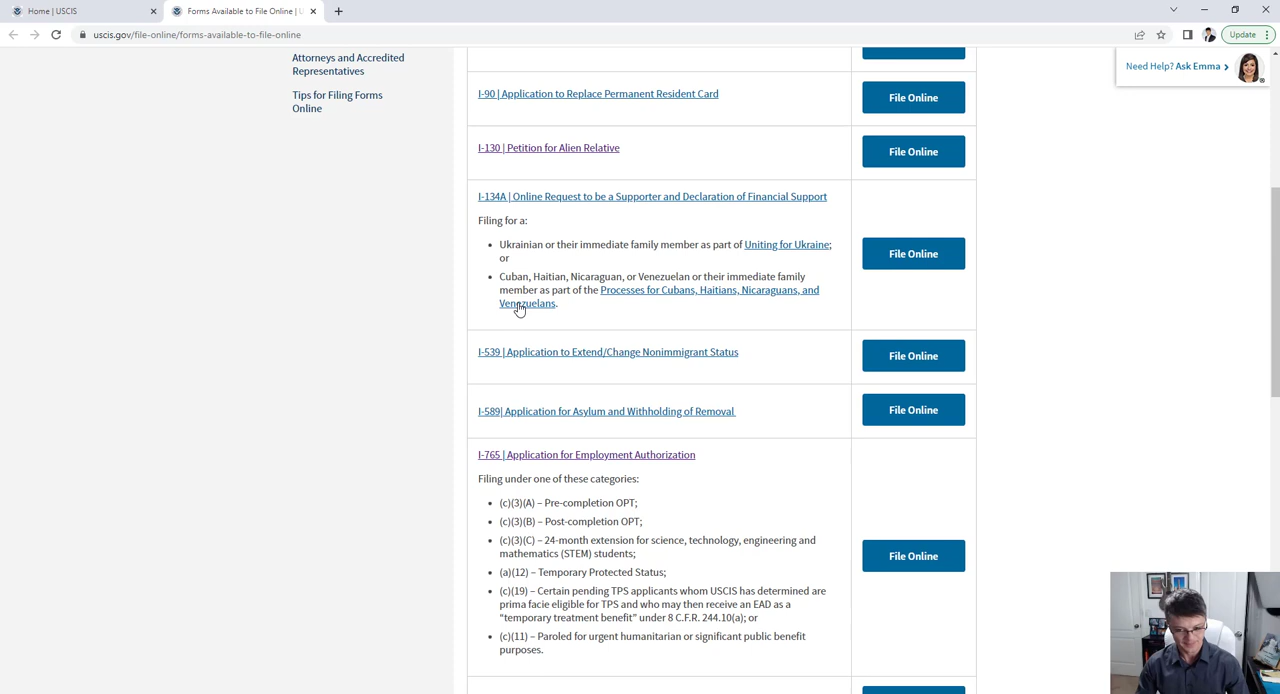 Home | USCIS
Forms Available to File Online | U
uscis.gov/file-online/forms-available-to-file-online
Update
Need Help? Ask Emma
Attorneys and Accredited
Representatives
Tips for Filing Forms
Online
I-90 | Application to Replace Permanent Resident Card
File Online
I-130 | Petition for Alien Relative
File Online
I-134A | Online Request to be a Supporter and Declaration of Financial Support
Filing for a:
• Ukrainian or their immediate family member as part of Uniting for Ukraine;
or
• Cuban, Haitian, Nicaraguan, or Venezuelan or their immediate family
member as part of the Processes for Cubans, Haitians, Nicaraguans, and
Venezuelans.
File Online
I-539 | Application to Extend/Change Nonimmigrant Status
File Online
I-589| Application for Asylum and Withholding of Removal
File Online
I-765 | Application for Employment Authorization
Filing under one of these categories:
• (c)(3)(A) – Pre-completion OPT;
• (c)(3)(B) – Post-completion OPT;
• (c)(3)(C) – 24-month extension for science, technology, engineering and
mathematics (STEM) students;
• (a)(12) – Temporary Protected Status;
• (c)(19) – Certain pending TPS applicants whom USCIS has determined are
prima facie eligible for TPS and who may then receive an EAD as a
“temporary treatment benefit” under 8 C.F.R. 244.10(a); or
• (c)(11) – Paroled for urgent humanitarian or significant public benefit
purposes.
File Online